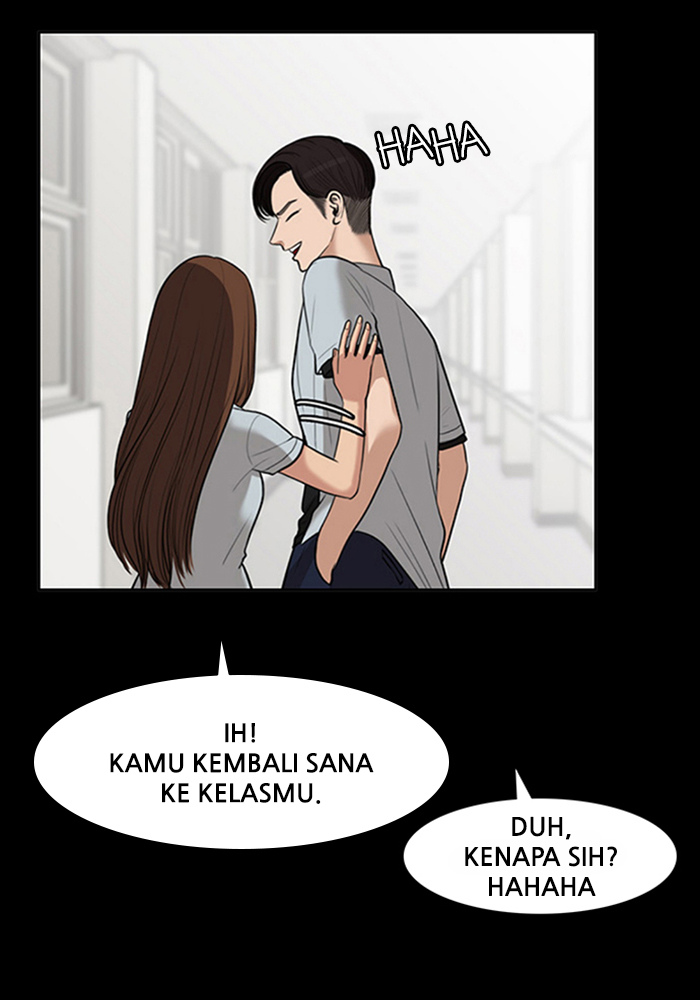 HAHA
IH!
KAMU KEMBALI SANA
KE KELASMU.
DUH,
KENAPA SIH?
HAHAHA